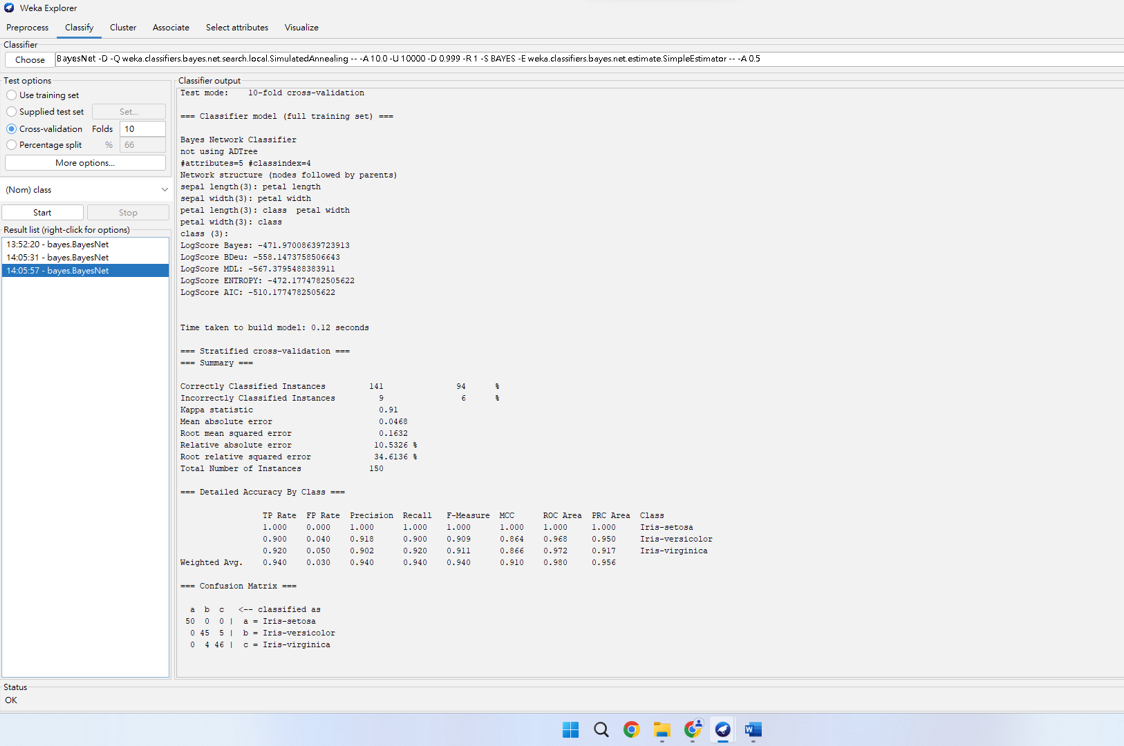 Weka Explorer
Preprocess Classify Cluster Associate Select attributes Visualize
Classifier
Choose BayesNet -D -Q weka.classifiers.bayes.net.search.local.SimulatedAnnealing -- -A 10.0 -U 10000 -D 0.999 -R 1 -S BAYES -E weka.classifiers.bayes.net.estimate.SimpleEstimator -- -A 0.5
Test options
Use training set
Supplied test set Set...
Cross-validation Folds 10
Percentage split % 66
More options...
(Nom) class
Start Stop
Result list (right-click for options)
13:52:20 - bayes.BayesNet
14:05:31 - bayes.BayesNet
14:05:57 - bayes.BayesNet
Classifier output
Test mode: 10-fold cross-validation
=== Classifier model (full training set) ===
Bayes Network Classifier
not using ADTree
#attributes=5 #classindex=4
Network structure (nodes followed by parents)
sepal length(3): petal length
sepal width(3): petal width
petal length(3): class petal width
petal width(3): class
class (3):
LogScore Bayes: -471.97008639723913
LogScore BDeu: -558.1473758506643
LogScore MDL: -567.3795488383911
LogScore ENTROPY: -472.1774782505622
LogScore AIC: -510.1774782505622
Time taken to build model: 0.12 seconds
=== Stratified cross-validation ===
=== Summary ===
Correctly Classified Instances 141 94 %
Incorrectly Classified Instances 9 6 %
Kappa statistic 0.91
Mean absolute error 0.0468
Root mean squared error 0.1632
Relative absolute error 10.5326 %
Root relative squared error 34.6136 %
Total Number of Instances 150
=== Detailed Accuracy By Class ===
TP Rate FP Rate Precision Recall F-Measure MCC ROC Area PRC Area Class
1.000 0.000 1.000 1.000 1.000 1.000 1.000 1.000 Iris-setosa
0.900 0.040 0.918 0.900 0.909 0.864 0.968 0.950 Iris-versicolor
0.920 0.050 0.902 0.920 0.911 0.866 0.972 0.917 Iris-virginica
Weighted Avg. 0.940 0.030 0.940 0.940 0.940 0.910 0.980 0.956
=== Confusion Matrix ===
a b c <-- classified as
50 0 0 | a = Iris-setosa
0 45 5 | b = Iris-versicolor
0 4 46 | c = Iris-virginica
Status
OK